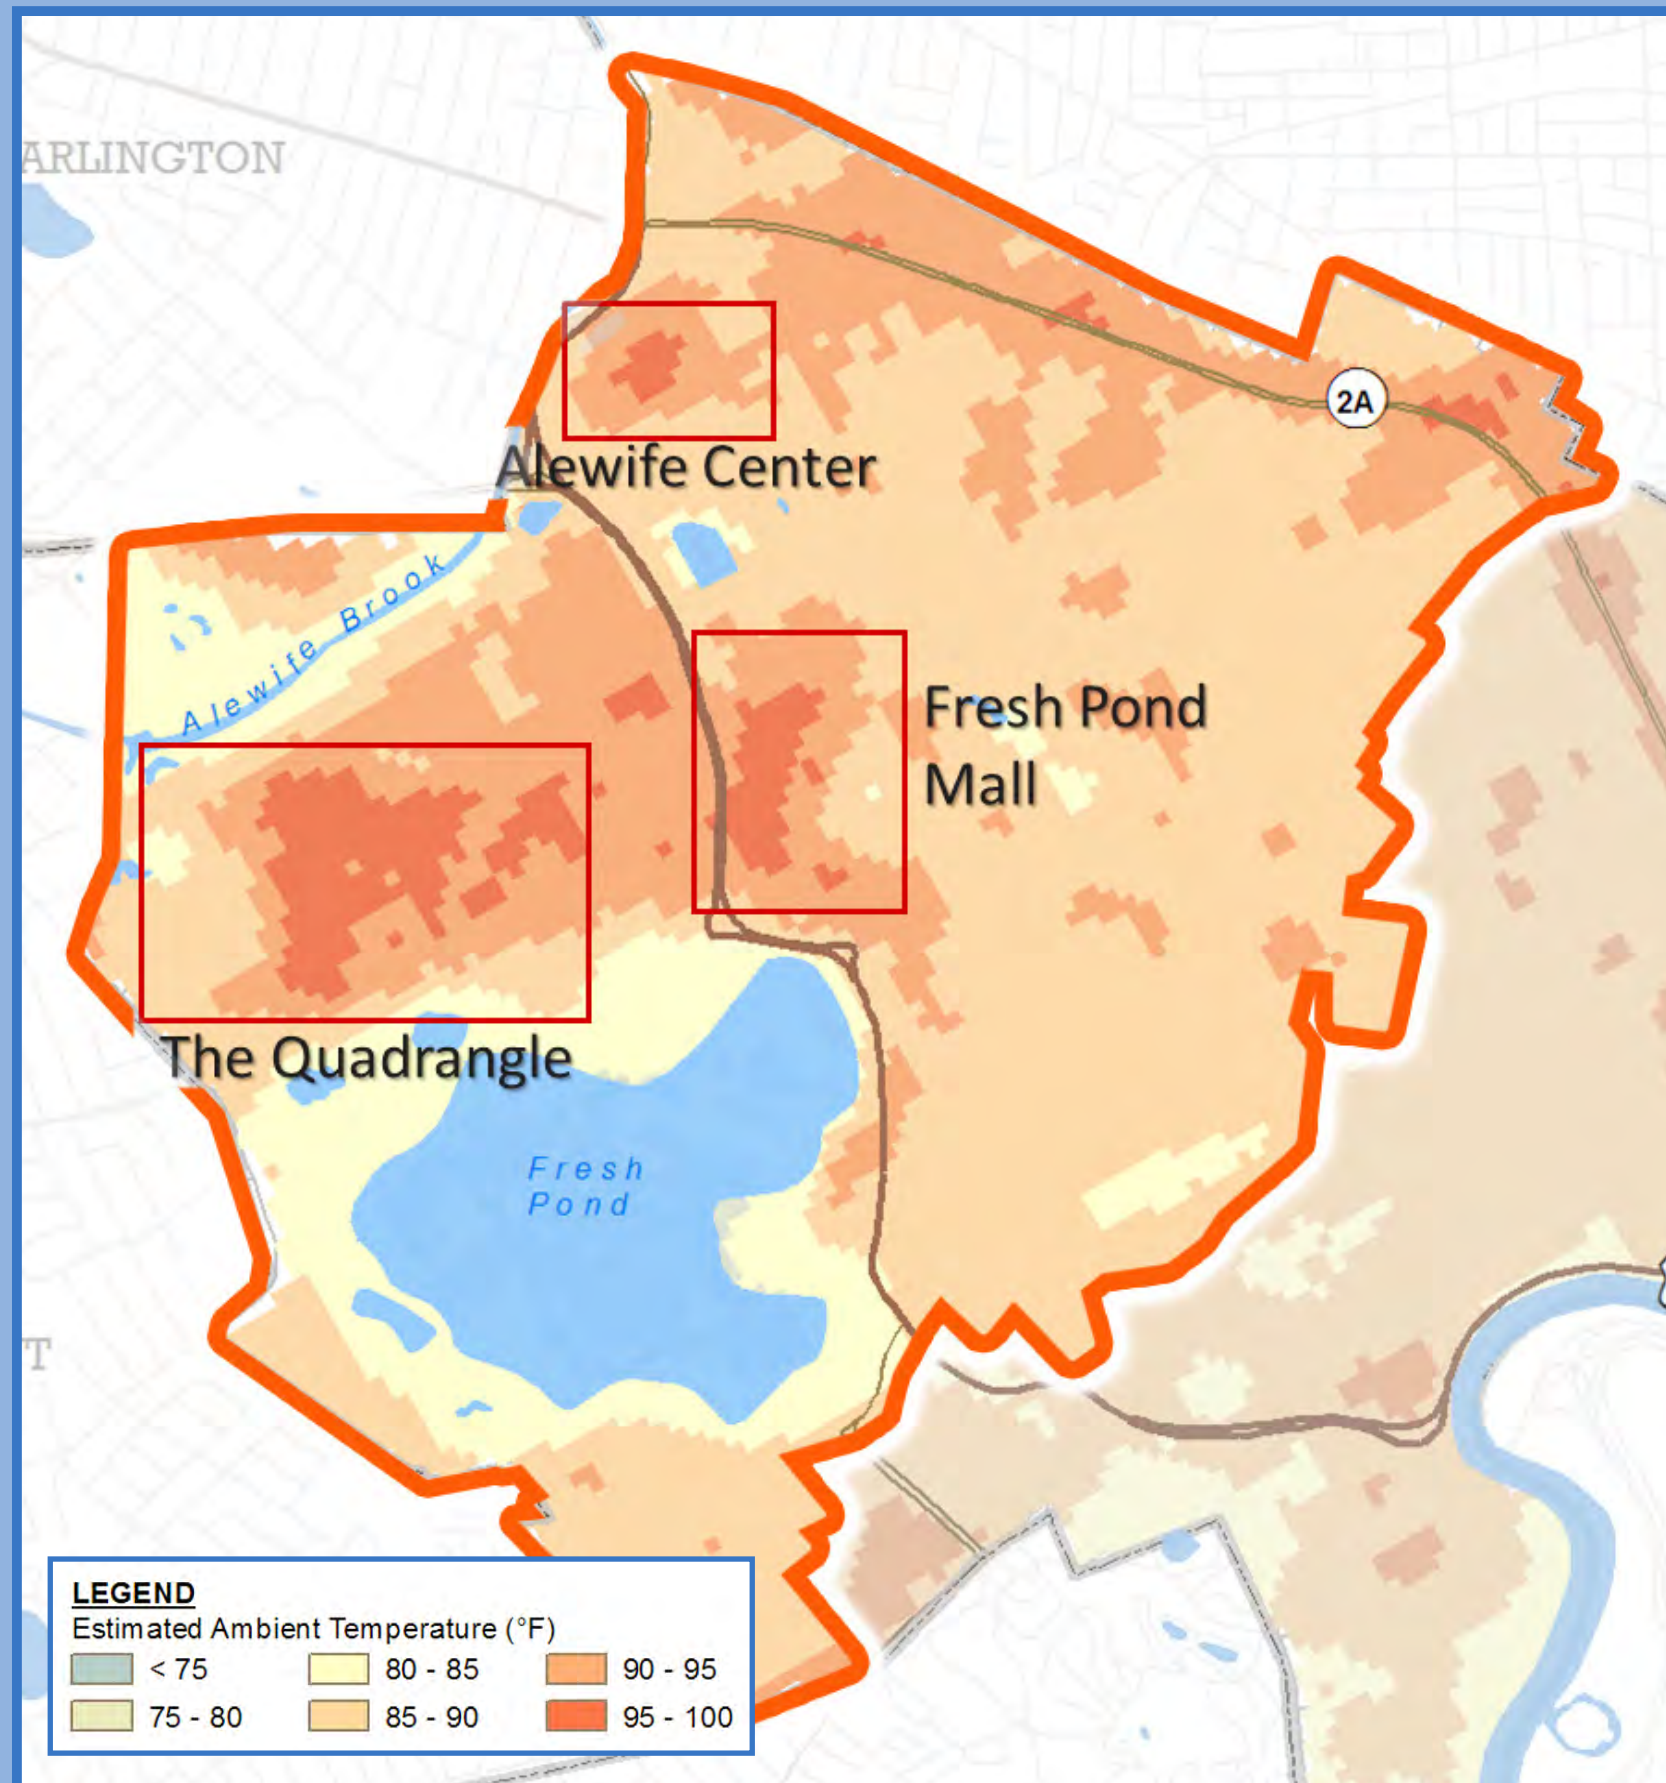 ARLINGTON
2A
Alewife Center
Alewife Brook
Fresh Pond
Mall
The Quadrangle
Fresh
Pond
T
LEGEND
Estimated Ambient Temperature (°F)
< 75
80 - 85
90 - 95
75 - 80
85 - 90
95 - 100